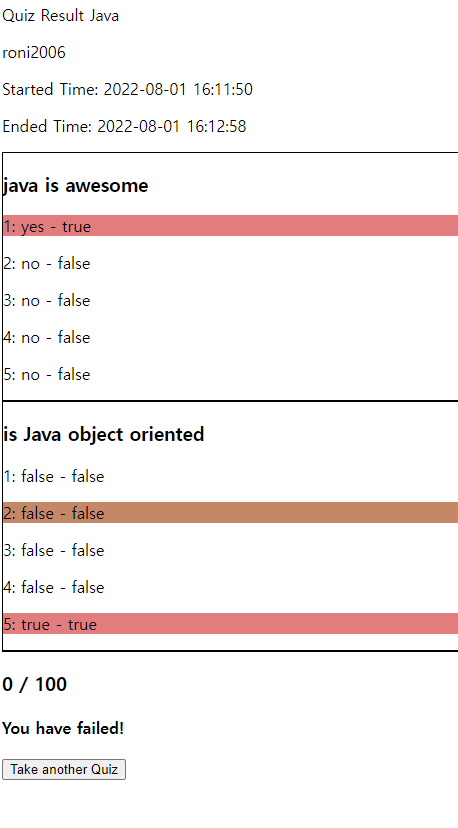 Quiz Result Java
roni2006
Started Time: 2022-08-01 16:11:50
Ended Time: 2022-08-01 16:12:58
java is awesome
1: yes - true
2: no - false
3: no - false
4: no - false
5: no - false
is Java object oriented
1: false - false
2: false - false
3: false - false
4: false - false
5: true - true
0 / 100
You have failed!
Take another Quiz